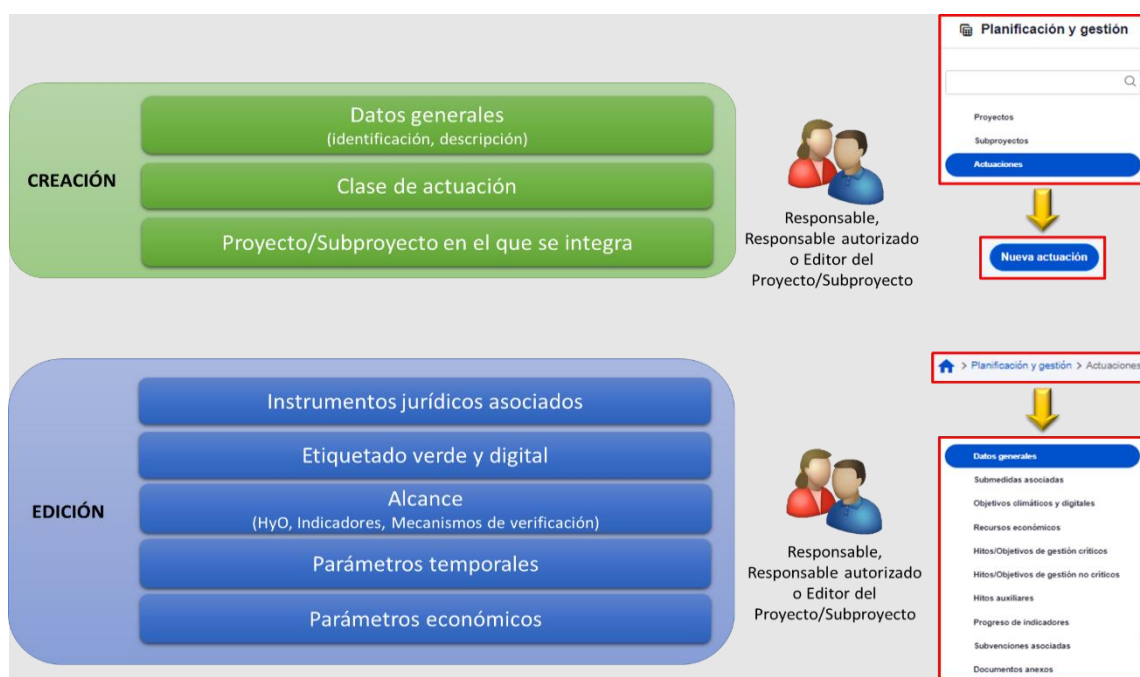 CREACIÓN
Datos generales
(identificación, descripción)
Clase de actuación
Proyecto/Subproyecto en el que se integra
Responsable,
Responsable autorizado
o Editor del
Proyecto/Subproyecto
Planificación y gestión
Proyectos
Subproyectos
Actuaciones
Nueva actuación
EDICIÓN
Instrumentos jurídicos asociados
Etiquetado verde y digital
Alcance
(HyO, Indicadores, Mecanismos de verificación)
Parámetros temporales
Parámetros económicos
Responsable,
Responsable autorizado
o Editor del
Proyecto/Subproyecto
> Planificación y gestión > Actuaciones
Datos generales
Submedidas asociadas
Objetivos climáticos y digitales
Recursos económicos
Hitos/Objetivos de gestión críticos
Hitos/Objetivos de gestión no críticos
Hitos auxiliares
Progreso de indicadores
Subvenciones asociadas
Documentos anexos